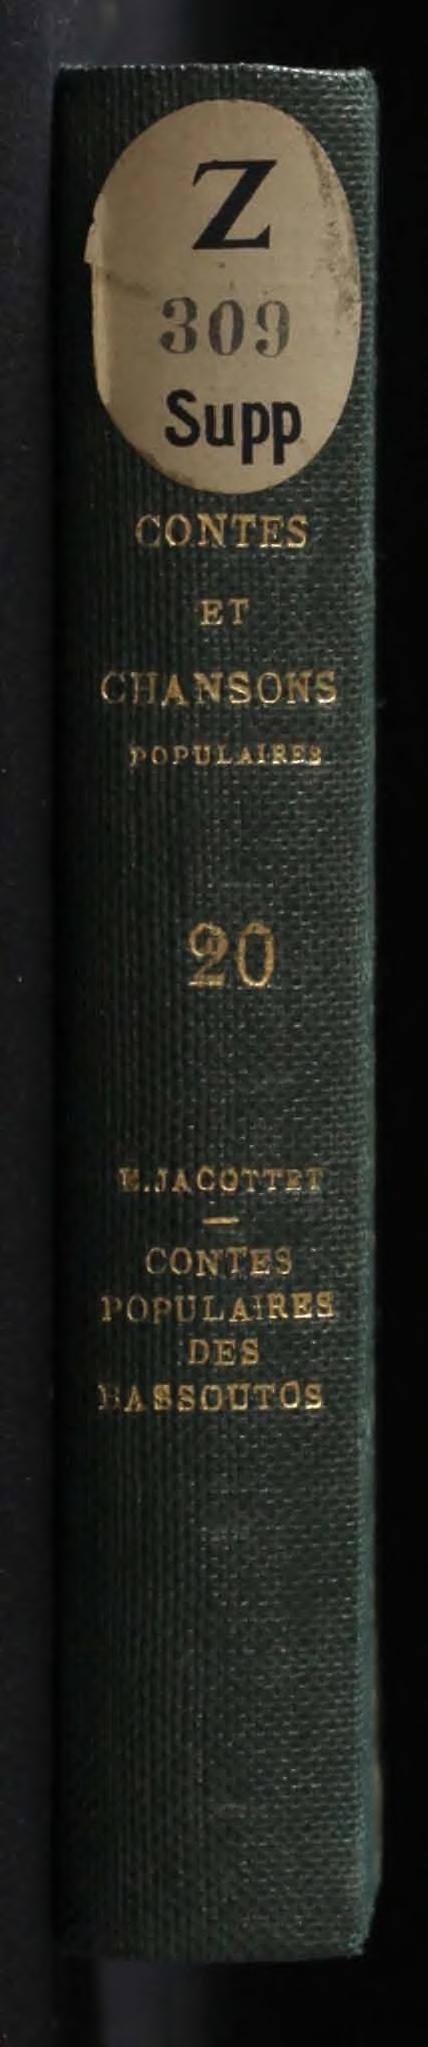 Z
309
Supp
CONTES
ET
CHANSONS
POPULAIRES
20
E. JACOTTET
CONTES
POPULAIRES
DES
BASSOUTOS